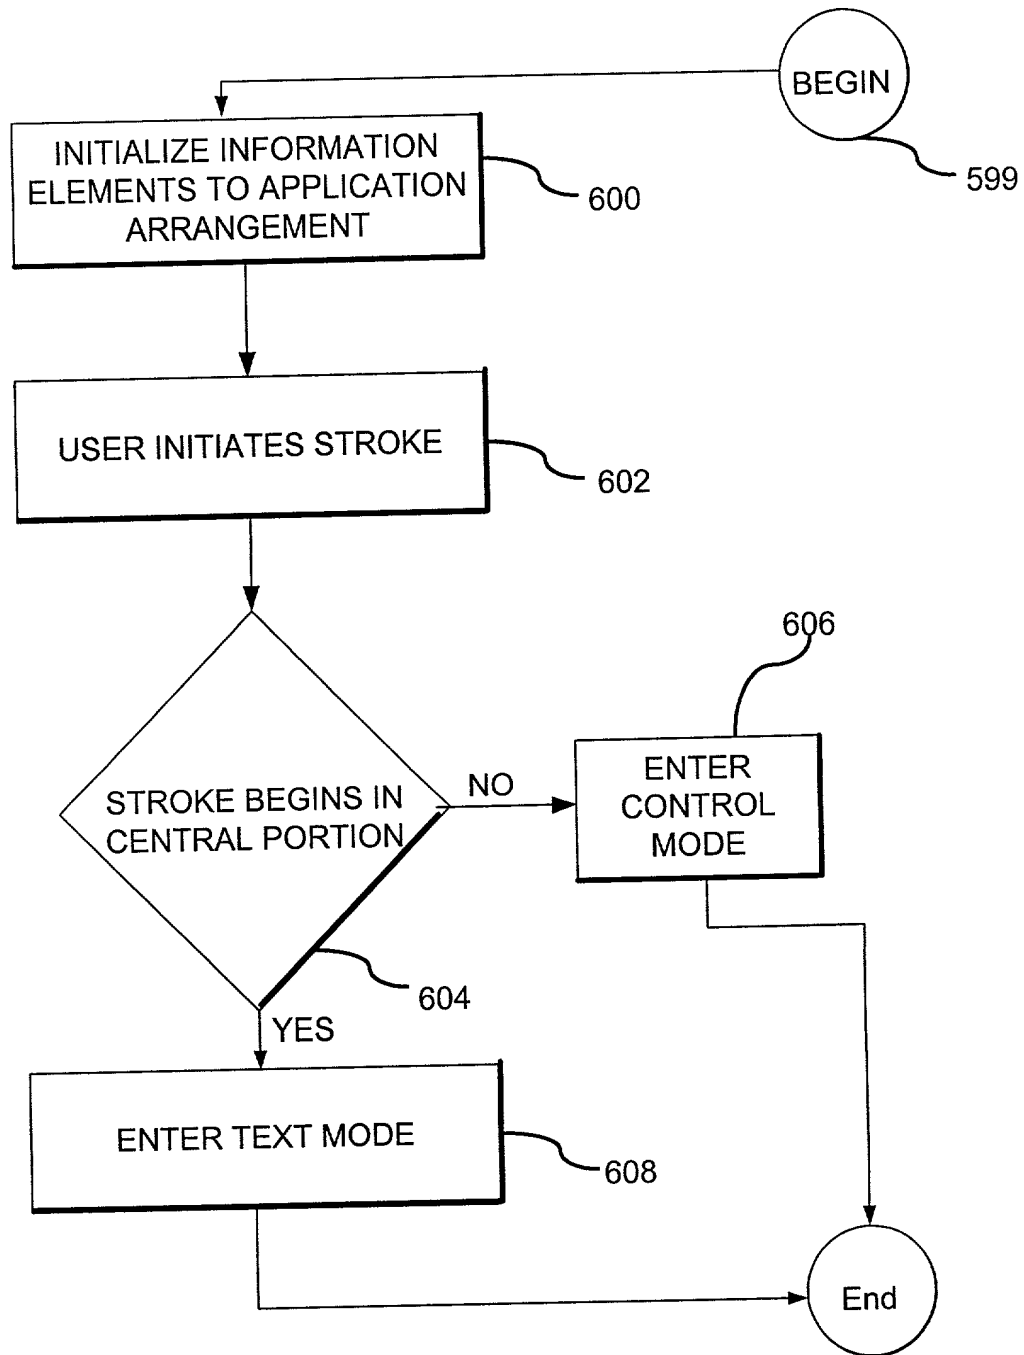 BEGIN
599
INITIALIZE INFORMATION
ELEMENTS TO APPLICATION
ARRANGEMENT
600
USER INITIATES STROKE
602
606
STROKE BEGINS IN
CENTRAL PORTION
NO
ENTER
CONTROL
MODE
604
YES
ENTER TEXT MODE
608
End